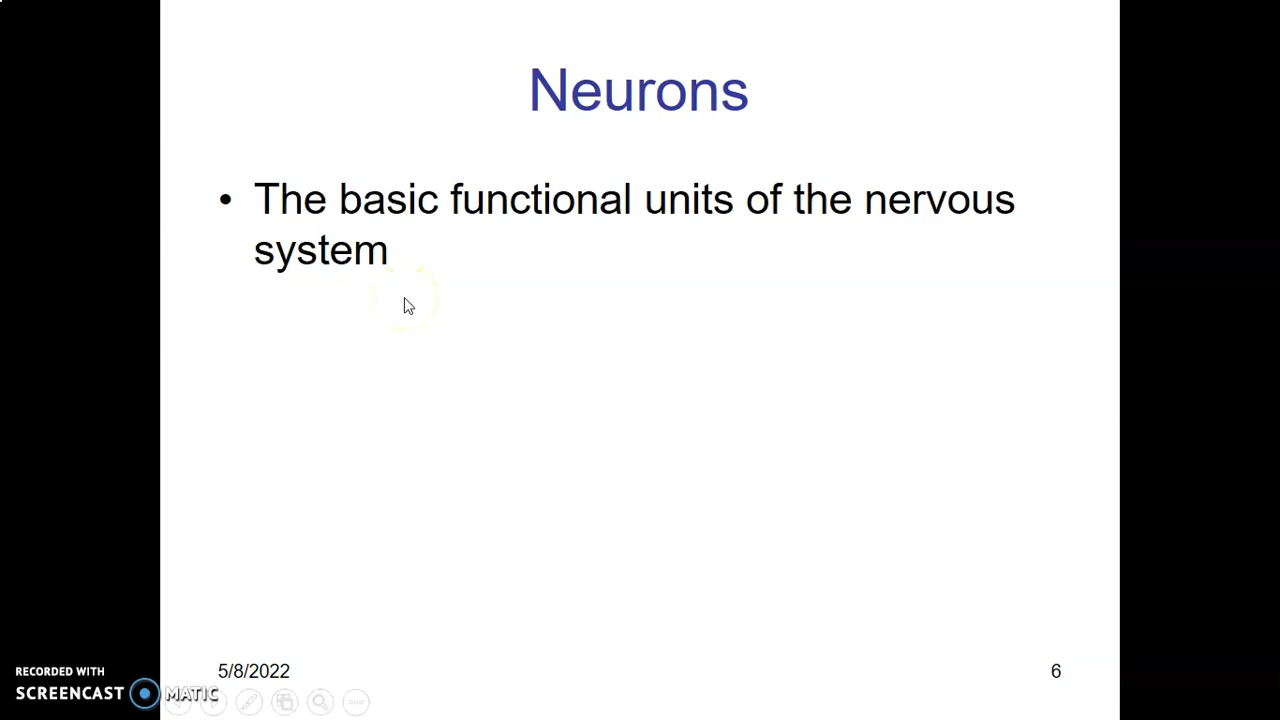 Neurons
• The basic functional units of the nervous
system
5/8/2022
6
RECORDED WITH
SCREENCAST MATIC